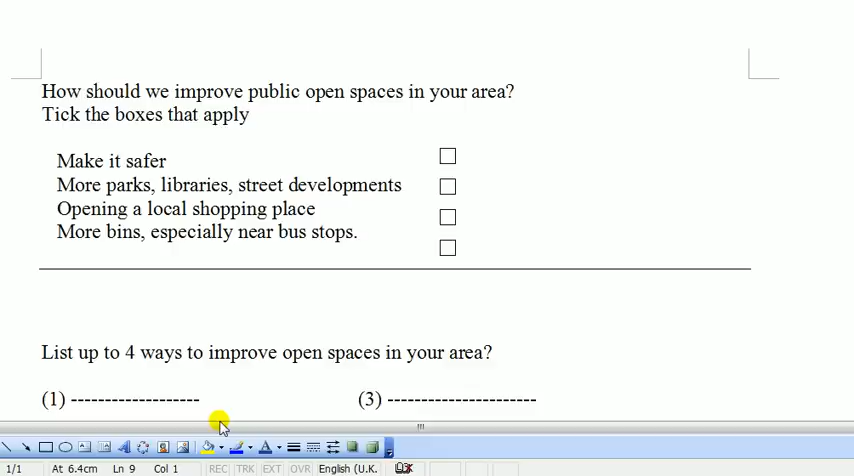 How should we improve public open spaces in your area?
Tick the boxes that apply
Make it safer
More parks, libraries, street developments
Opening a local shopping place
More bins, especially near bus stops.
List up to 4 ways to improve open spaces in your area?
(1) ------------------- (3) ----------------------
1/1 At 6.4cm Ln 9 Col 1 REC TRK EXT OVR English (U.K.